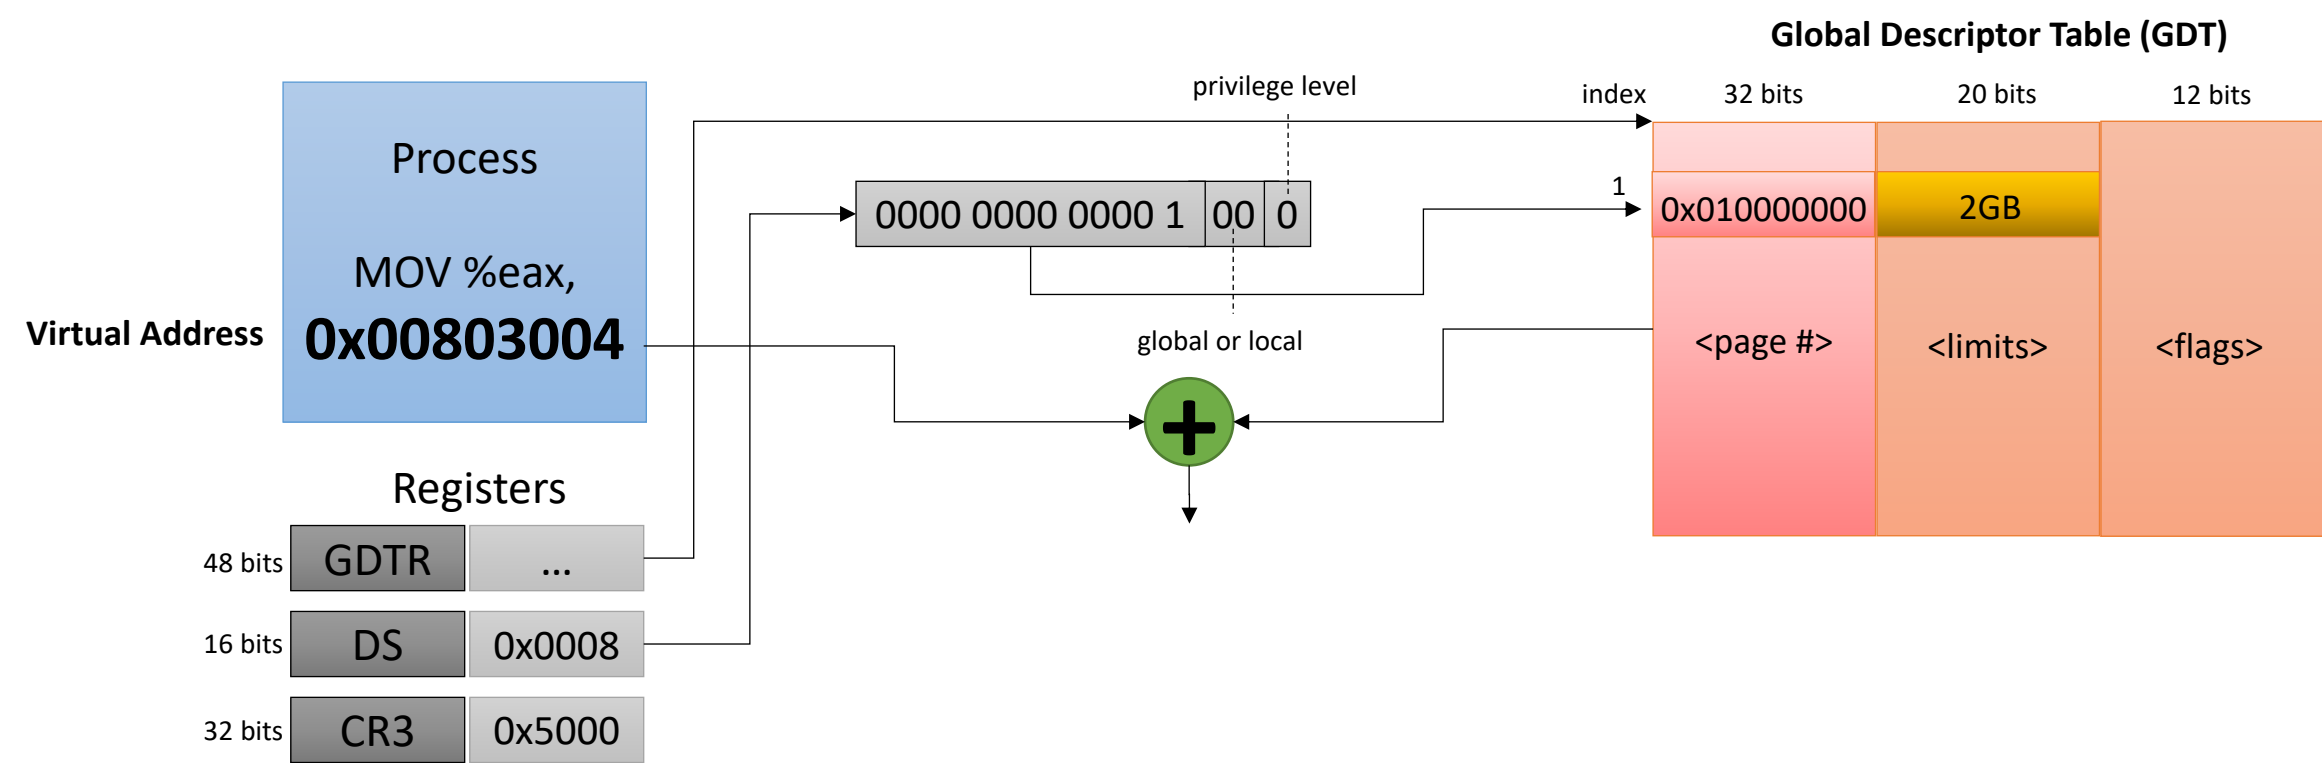 Global Descriptor Table (GDT)
privilege level
index 32 bits 20 bits 12 bits
Process
MOV %eax,
0x00803004
Virtual Address
0000 0000 0000 1 00 0
global or local
1
0x010000000 2GB
<page #> <limits> <flags>
+
Registers
48 bits GDTR ...
16 bits DS 0x0008
32 bits CR3 0x5000